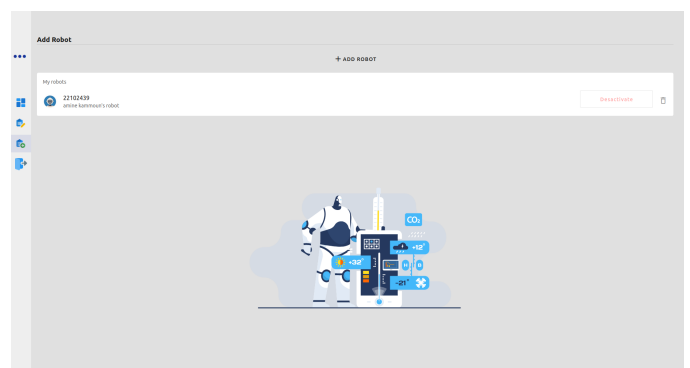 Add Robot
+ ADD ROBOT
My robots
22102439
amine kammoun's robot
Desactivate
CO₂
+12°
+32°
-21°